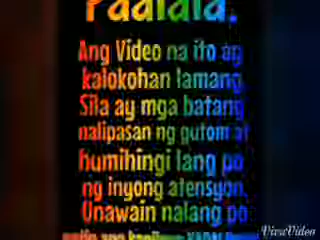 Paalala.
Ang Video na ito ay
kalokohan lamang
Sila ay mga batang
nalipasan ng gutom at
humihingi lang po
ng inyong atensyon.
Unawain nalang po
VivaVideo